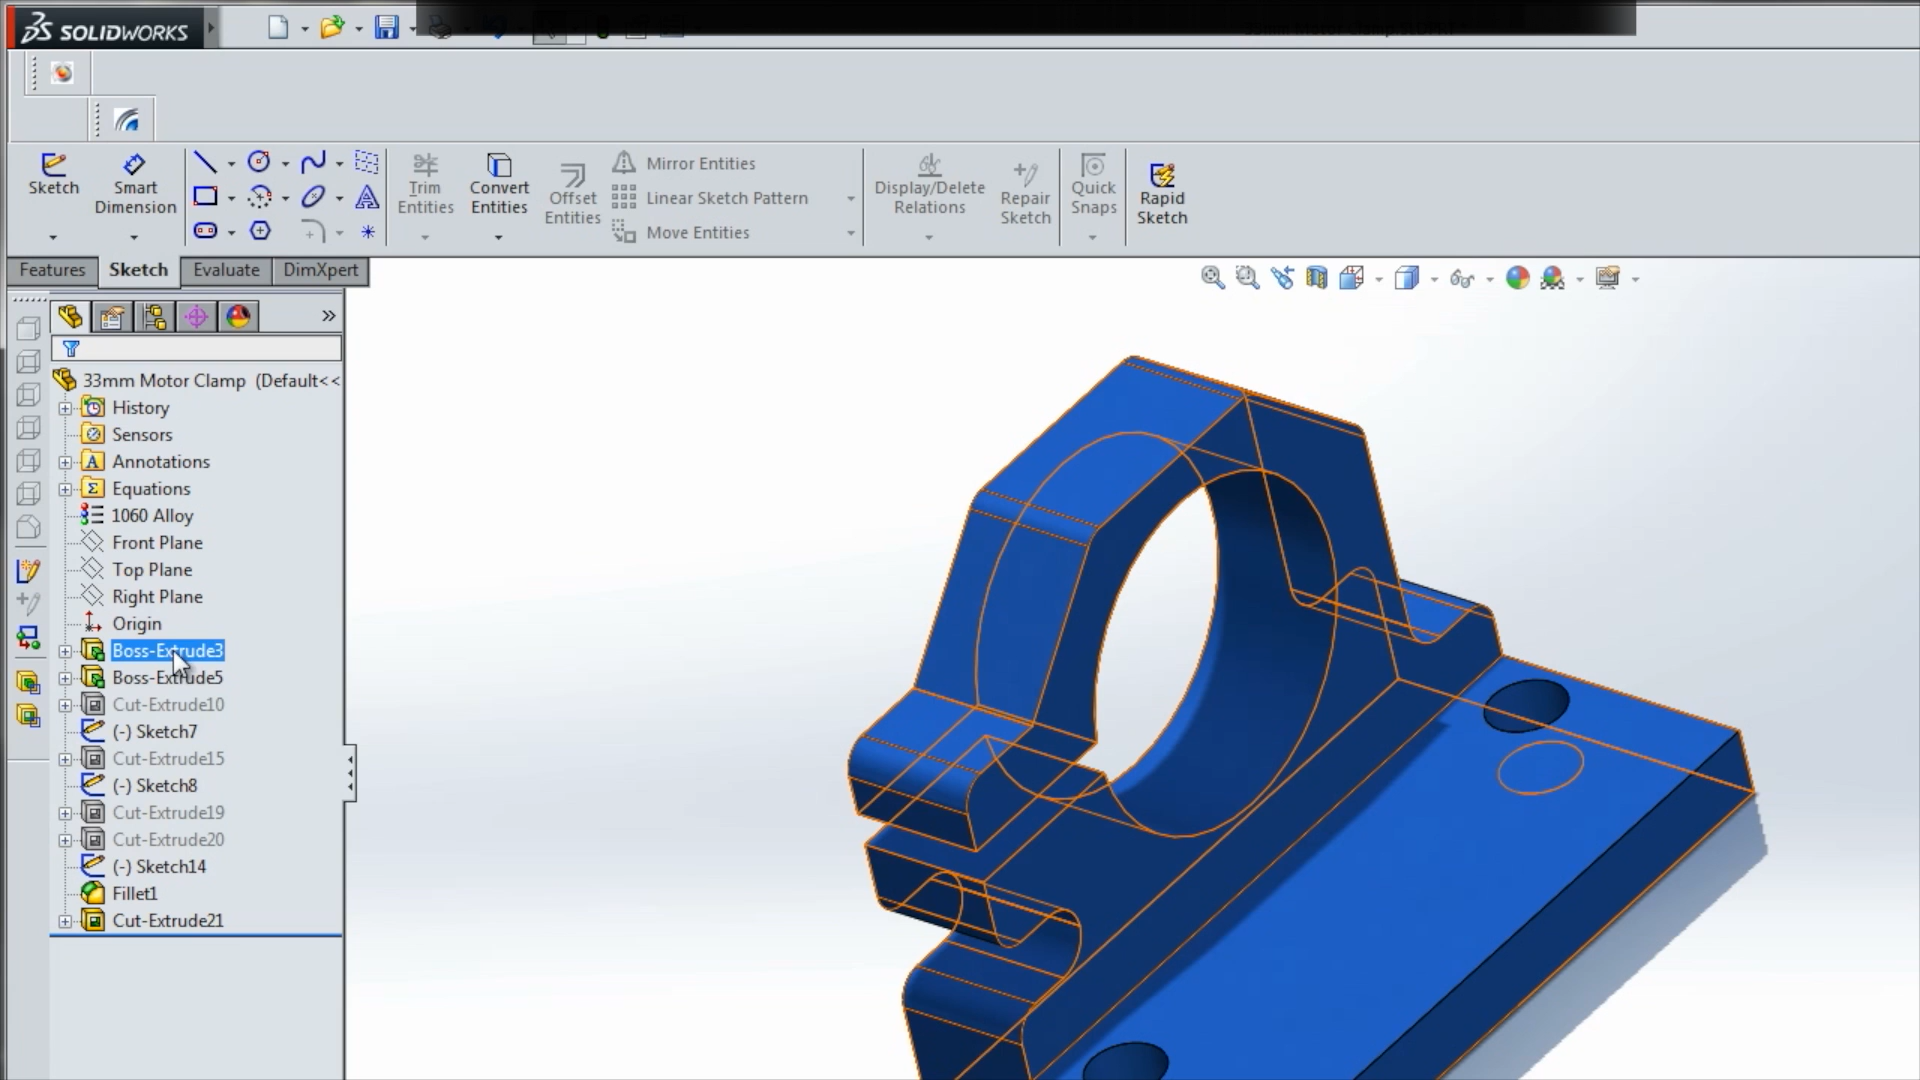 SOLIDWORKS
Sketch
Smart Dimension
Trim Entities
Convert Entities
Offset Entities
Mirror Entities
Linear Sketch Pattern
Move Entities
Display/Delete Relations
Repair Sketch
Quick Snaps
Rapid Sketch
Features
Sketch
Evaluate
DimXpert
33mm Motor Clamp (Default<<
History
Sensors
Annotations
Equations
1060 Alloy
Front Plane
Top Plane
Right Plane
Origin
Boss-Extrude3
Boss-Extrude5
Cut-Extrude10
(-) Sketch7
Cut-Extrude15
(-) Sketch8
Cut-Extrude19
Cut-Extrude20
(-) Sketch14
Fillet1
Cut-Extrude21